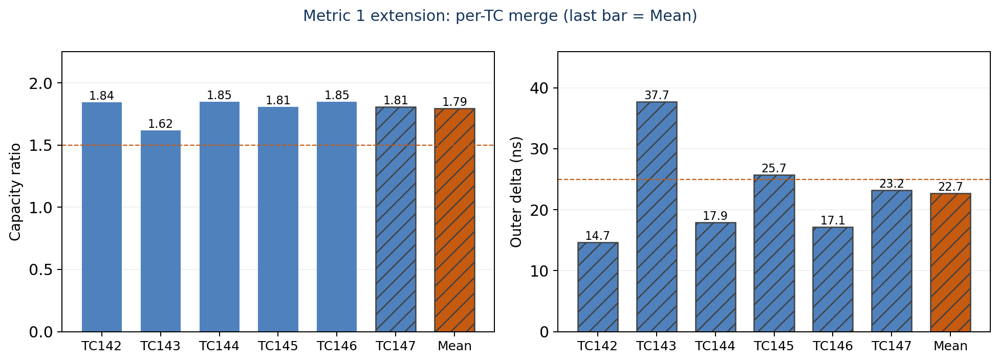 Metric 1 extension: per-TC merge (last bar = Mean)
Capacity ratio
2.0
1.5
1.0
0.5
0.0
1.84
1.62
1.85
1.81
1.85
1.81
1.79
TC142
TC143
TC144
TC145
TC146
TC147
Mean
Outer delta (ns)
40
30
20
10
0
14.7
37.7
17.9
25.7
17.1
23.2
22.7
TC142
TC143
TC144
TC145
TC146
TC147
Mean